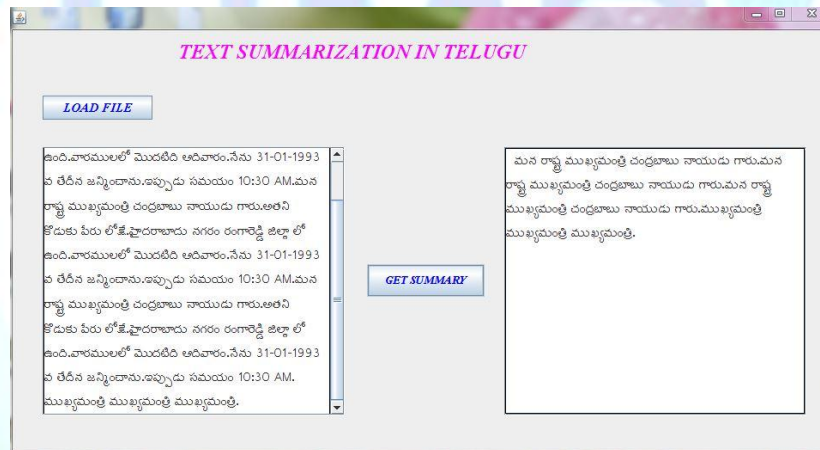 TEXT SUMMARIZATION IN TELUGU
LOAD FILE
ఉంది.వారములలో మొదటిది ఆదివారం.నేను 31-01-1993
వ తేదీన జన్మించాను.ఇప్పుడు సమయం 10:30 AM.మన
రాష్ట్ర ముఖ్యమంత్రి చంద్రబాబు నాయుడు గారు.అతని
కొడుకు పేరు లోకేే.హైదరాబాదు నగరం రంగారెడ్డి జిల్లా లో
ఉంది.వారములలో మొదటిది ఆదివారం.నేను 31-01-1993
వ తేదీన జన్మించాను.ఇప్పుడు సమయం 10:30 AM.మన
రాష్ట్ర ముఖ్యమంత్రి చంద్రబాబు నాయుడు గారు.అతని
కొడుకు పేరు లోకే.హైదరాబాదు నగరం రంగారెడ్డి జిల్లా లో
ఉంది.వారములలో మొదటిది ఆదివారం.నేను 31-01-1993
వ తేదీన జన్మించాను.ఇప్పుడు సమయం 10:30 AM.
ముఖ్యమంత్రి ముఖ్యమంత్రి ముఖ్యమంత్రి.
GET SUMMARY
మన రాష్ట్ర ముఖ్యమంత్రి చంద్రబాబు నాయుడు గారు.మన
రాష్ట్ర ముఖ్యమంత్రి చంద్రబాబు నాయుడు గారు.మన రాష్ట్ర
ముఖ్యమంత్రి చంద్రబాబు నాయుడు గారు.ముఖ్యమంత్రి
ముఖ్యమంత్రి ముఖ్యమంత్రి.